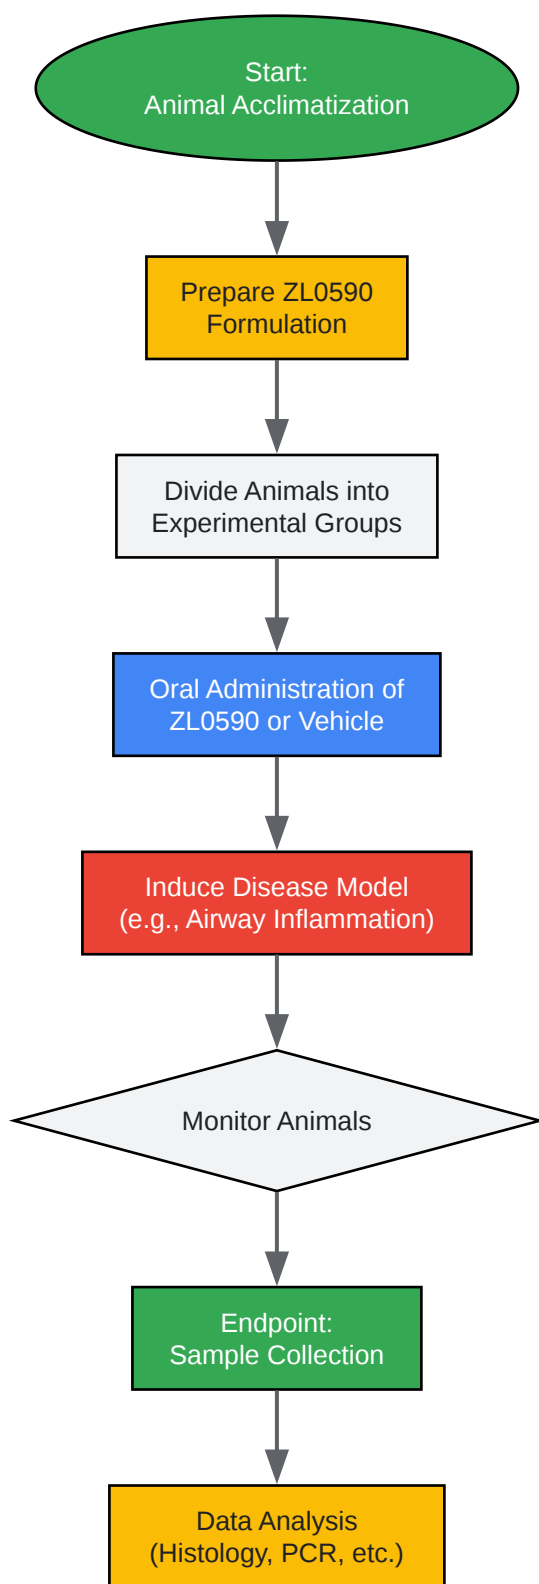 Start:
Animal Acclimatization
Prepare ZL0590
Formulation
Divide Animals into
Experimental Groups
Oral Administration of
ZL0590 or Vehicle
Induce Disease Model
(e.g., Airway Inflammation)
Monitor Animals
Endpoint:
Sample Collection
Data Analysis
(Histology, PCR, etc.)